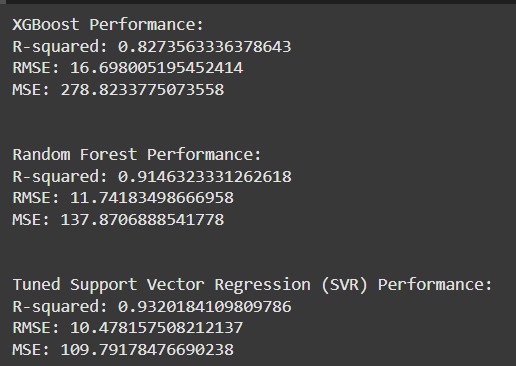 XGBoost Performance:
R-squared: 0.8273563336378643
RMSE: 16.698005195452414
MSE: 278.8233775073558
Random Forest Performance:
R-squared: 0.9146323331262618
RMSE: 11.74183498666958
MSE: 137.8706888541778
Tuned Support Vector Regression (SVR) Performance:
R-squared: 0.9320184109809786
RMSE: 10.478157508212137
MSE: 109.79178476690238